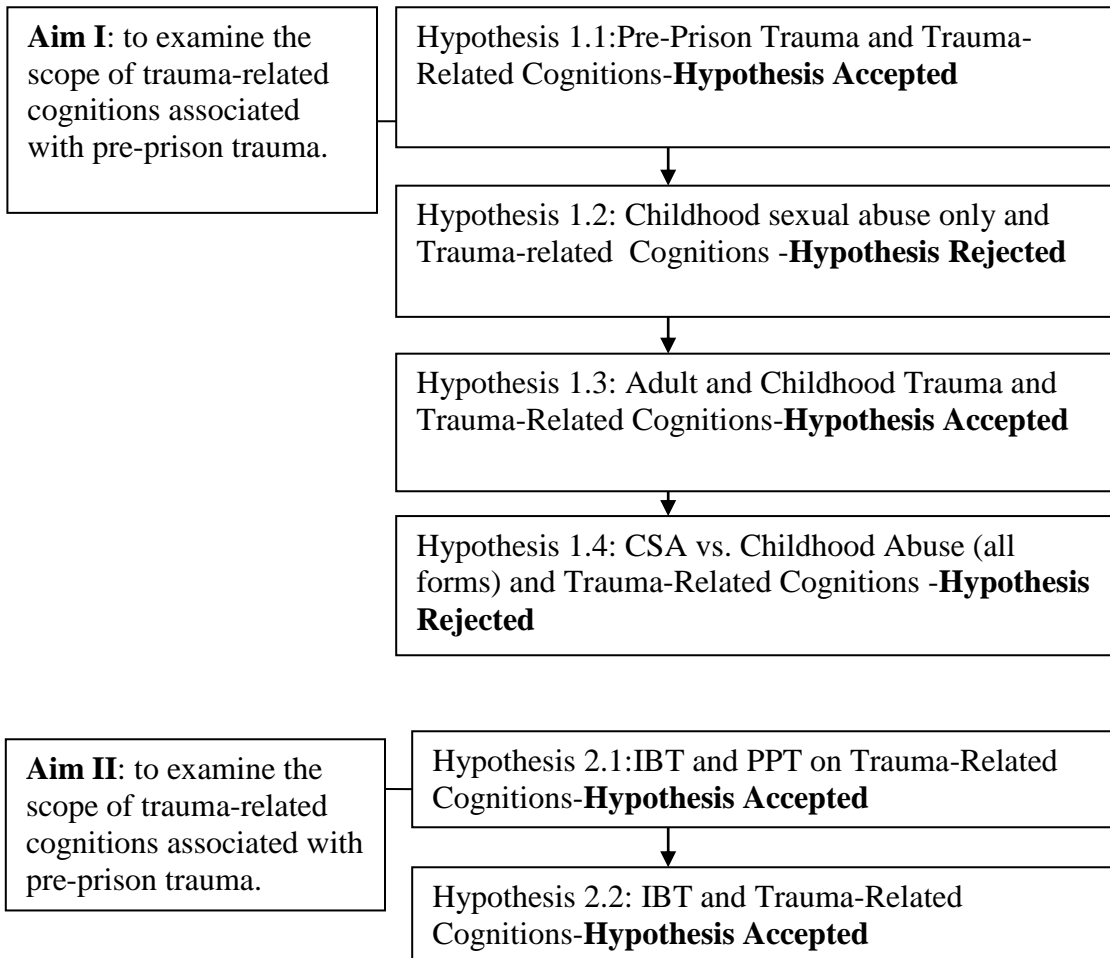 Aim I: to examine the
scope of trauma-related
cognitions associated
with pre-prison trauma.
Hypothesis 1.1:Pre-Prison Trauma and Trauma-
Related Cognitions-Hypothesis Accepted
Hypothesis 1.2: Childhood sexual abuse only and
Trauma-related  Cognitions -Hypothesis Rejected
Hypothesis 1.3: Adult and Childhood Trauma and
Trauma-Related Cognitions-Hypothesis Accepted
Hypothesis 1.4: CSA vs. Childhood Abuse (all
forms) and Trauma-Related Cognitions -Hypothesis
Rejected
Aim II: to examine the
scope of trauma-related
cognitions associated with
pre-prison trauma.
Hypothesis 2.1:IBT and PPT on Trauma-Related
Cognitions-Hypothesis Accepted
Hypothesis 2.2: IBT and Trauma-Related
Cognitions-Hypothesis Accepted